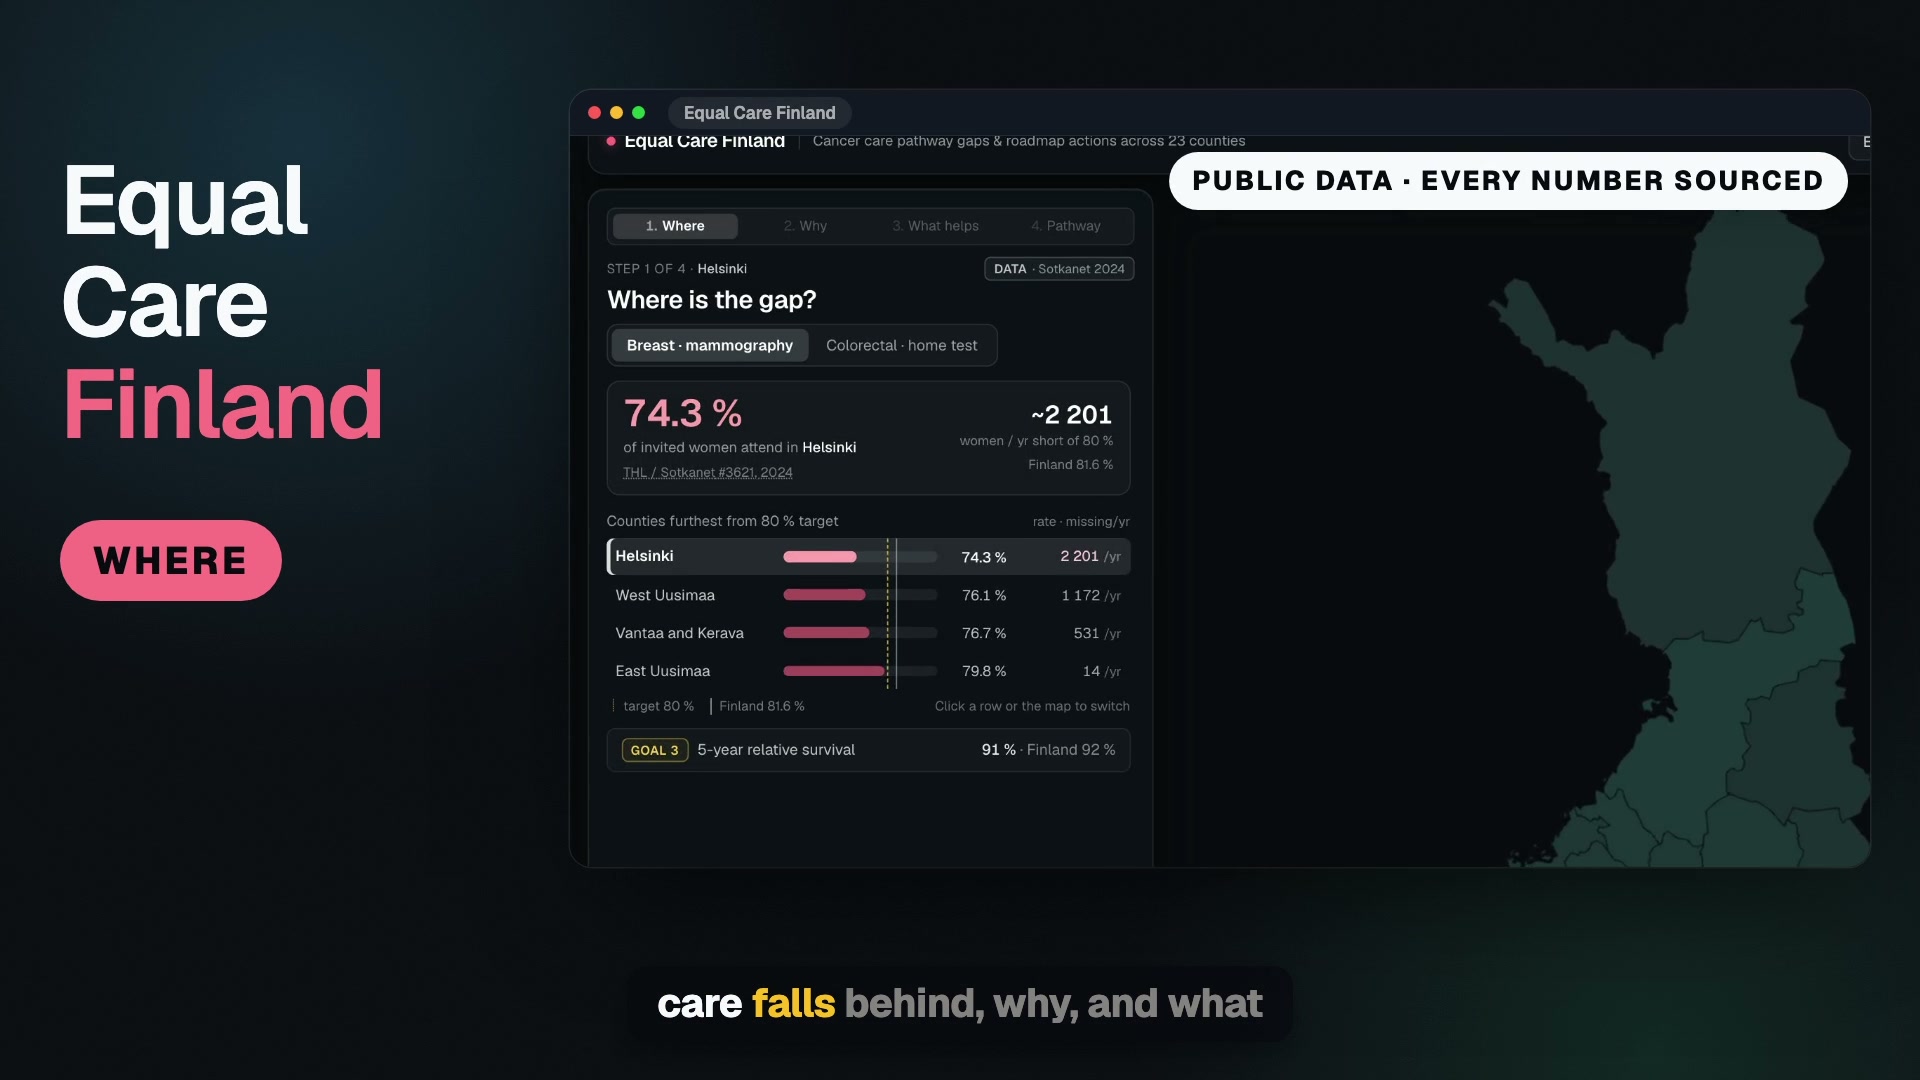 Equal
Care
Finland
WHERE
Equal Care Finland
Equal Care Finland | Cancer care pathway gaps & roadmap actions across 23 counties
PUBLIC DATA · EVERY NUMBER SOURCED
1. Where 2. Why 3. What helps 4. Pathway
STEP 1 OF 4 · Helsinki DATA · Sotkanet 2024
Where is the gap?
Breast · mammography Colorectal · home test
74.3 % ~2 201
of invited women attend in Helsinki women / yr short of 80 %
THL / Sotkanet #3621, 2024 Finland 81.6 %
Counties furthest from 80 % target rate · missing/yr
Helsinki 74.3 % 2 201 /yr
West Uusimaa 76.1 % 1 172 /yr
Vantaa and Kerava 76.7 % 531 /yr
East Uusimaa 79.8 % 14 /yr
target 80 % Finland 81.6 % Click a row or the map to switch
GOAL 3 5-year relative survival 91 % · Finland 92 %
care falls behind, why, and what